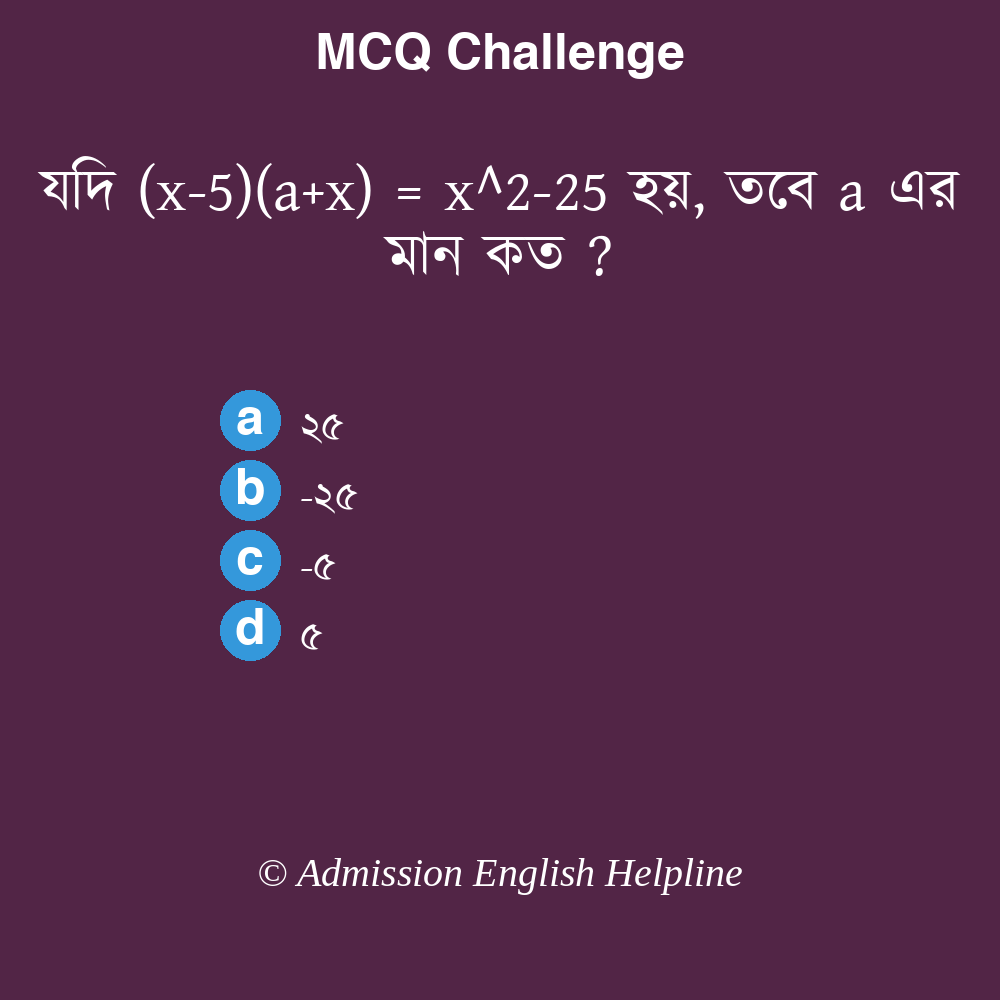 MCQ Challenge
যদি (x-5)(a+x) = x^2-25 হয়, তবে a এর
মান কত ?
a ২৫
b -২৫
c -৫
d ৫
© Admission English Helpline